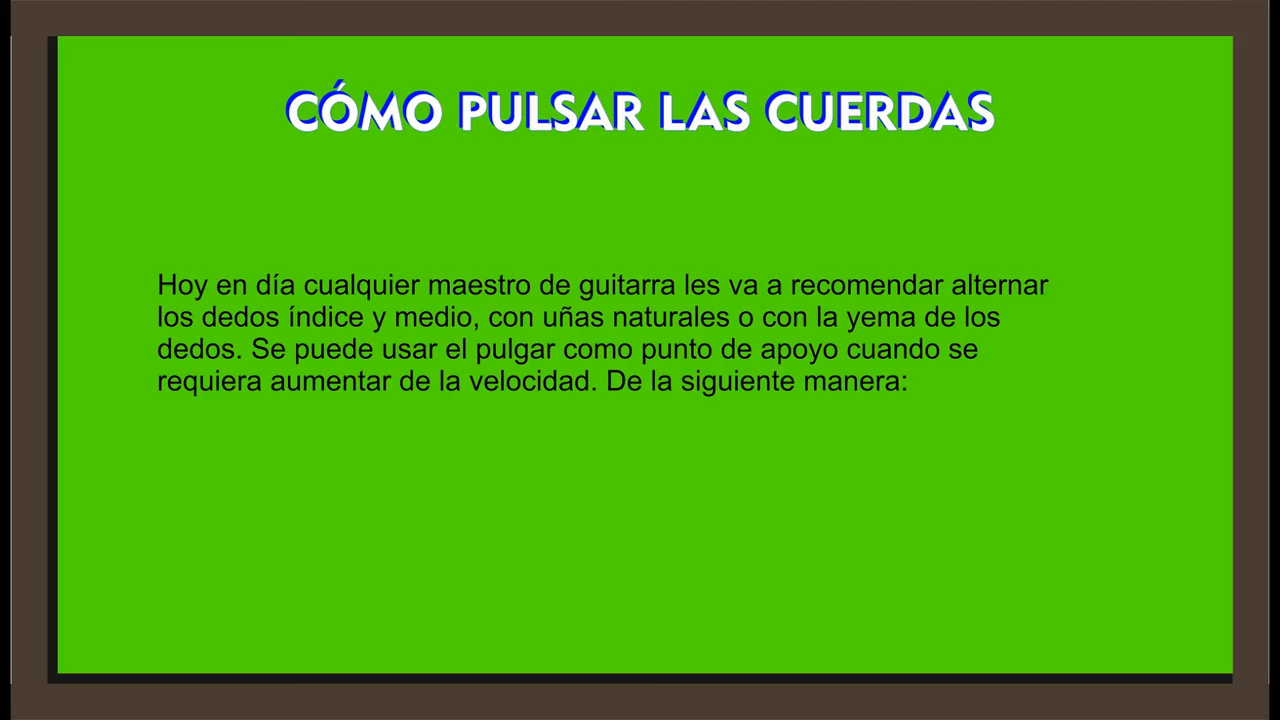 CÓMO PULSAR LAS CUERDAS
Hoy en día cualquier maestro de guitarra les va a recomendar alternar
los dedos índice y medio, con uñas naturales o con la yema de los
dedos. Se puede usar el pulgar como punto de apoyo cuando se
requiera aumentar de la velocidad. De la siguiente manera: